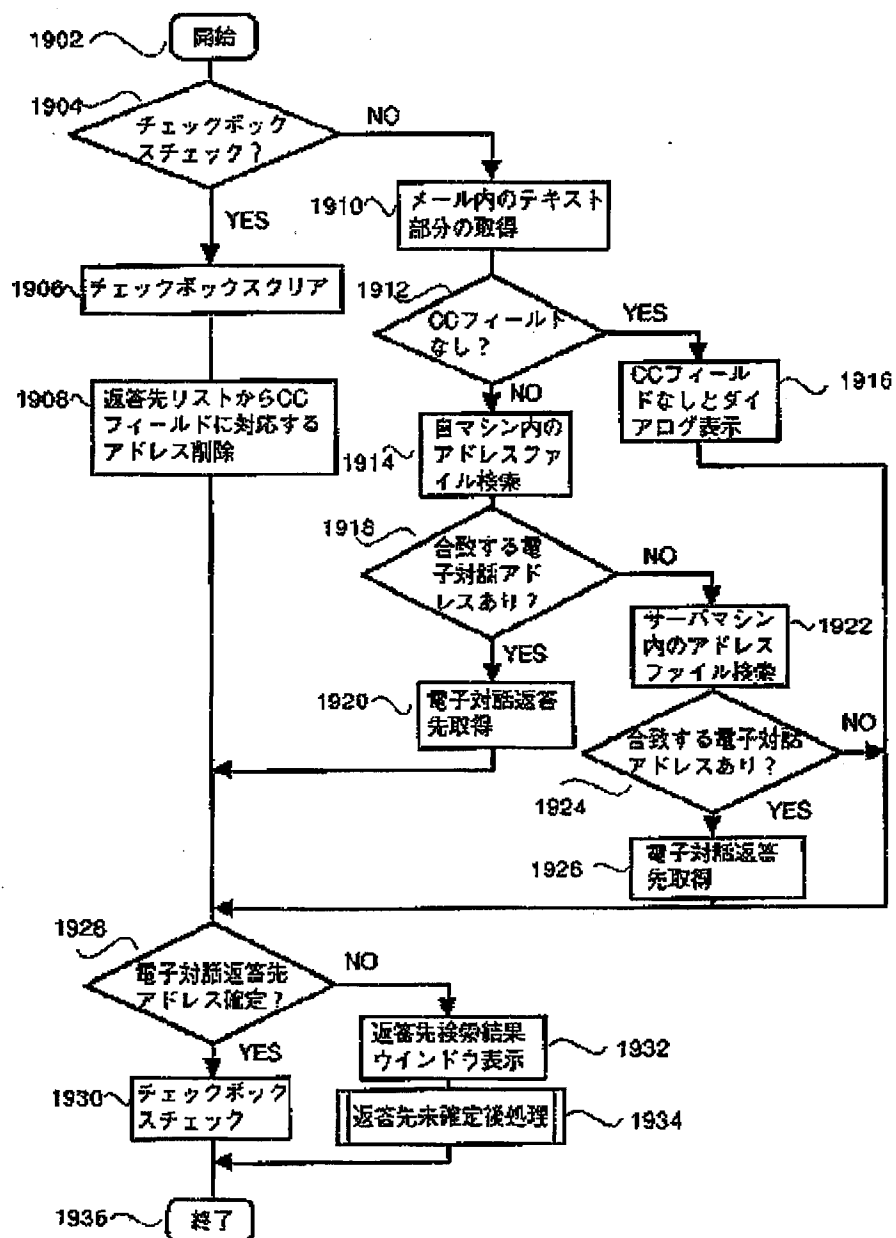 1902
開始
1904
チェックボック
スチェック?
NO
YES
1910
メール内のテキスト
部分の取得
1906
チェックボックスクリア
1912
CCフィールド
なし?
YES
NO
1908
返答先リストからCC
フィールドに対応する
アドレス削除
CCフィール
ドなしとダイ
アログ表示
1916
1914
自マシン内の
アドレスファ
イル検索
1918
合致する電
子対話アド
レスあり?
NO
YES
サーバマシン
内のアドレス
ファイル検索
1922
1920
電子対話返答
先取得
合致する電子対話
アドレスあり?
NO
1924
YES
1926
電子対話返答
先取得
1928
電子対話返答先
アドレス確定?
NO
YES
返答先検索結果
ウインドウ表示
1932
1930
チェックボック
スチェック
返答先未確定後処理
1934
1936
終了